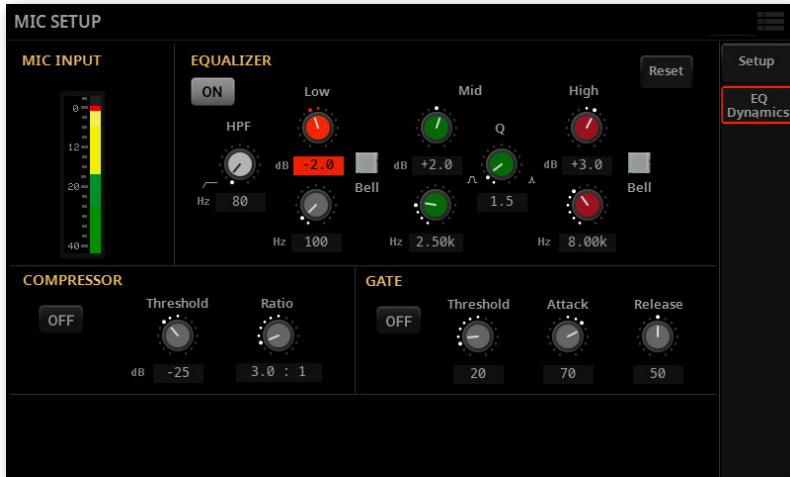 MIC SETUP
MIC INPUT
EQUALIZER
Reset
Setup
EQ
Dynamics
ON
Low
Mid
High
HPF
Q
0
12
20
40
dB -2.0
Bell
dB +2.0
dB +3.0
Bell
Hz 80
1.5
Hz 100
Hz 2.50k
Hz 8.00k
COMPRESSOR
OFF
Threshold
Ratio
dB -25
3.0 : 1
GATE
OFF
Threshold
Attack
Release
20
70
50